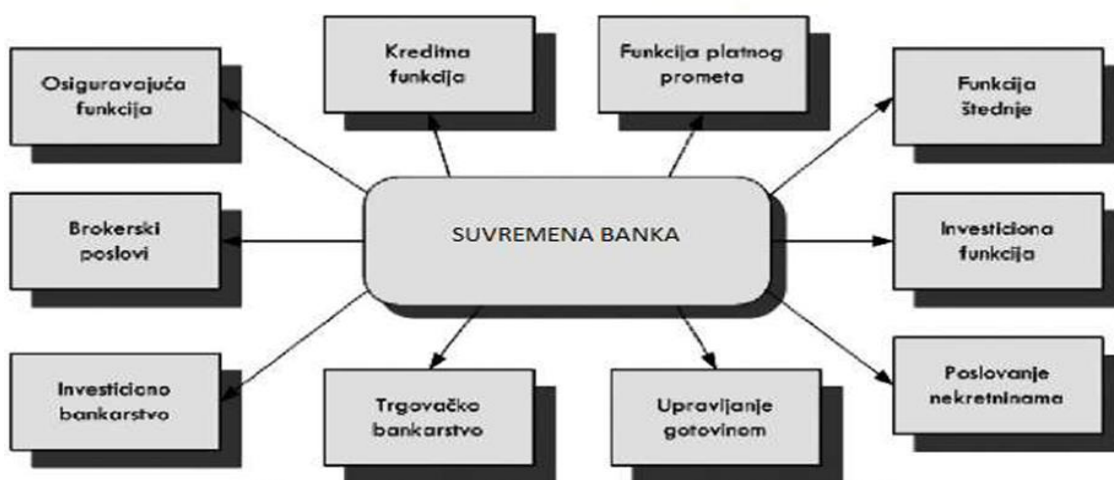 Kreditna
funkcija
Funkcija platnog
prometa
Osiguravajuća
funkcija
Funkcija
štednje
Brokerski
poslovi
SUVREMENA BANKA
Investiciona
funkcija
Investiciono
bankarstvo
Trgovačko
bankarstvo
Upravljanje
gotovinom
Poslovanje
nekretninama